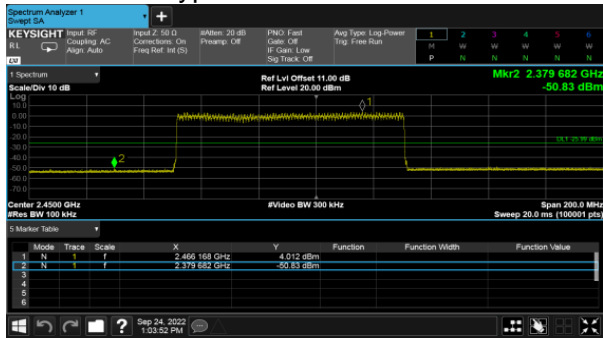 Spectrum Analyzer 1
Swept SA
+
KEYSIGHT Input: RF Input Z: 50 Ω #Atten: 20 dB PNO: Fast Avg Type: Log-Power 1 2 3 4 5 6
RL Coupling: AC Corrections: On Preamp: Off Gate: Off Trig: Free Run M W W W W W
Align: Auto Freq Ref: Int (S) IF Gain: Low P N N N N N
Sig Track: Off
LXI
1 Spectrum Ref Lvl Offset 11.00 dB Mkr2 2.379 682 GHz
Scale/Div 10 dB Ref Level 20.00 dBm -50.83 dBm
Log
10.0
0.00
-10.0
-20.0
DL1 -25.99 dBm
-30.0
-40.0
-50.0
-60.0
-70.0
1
2
Center 2.4500 GHz #Video BW 300 kHz Span 200.0 MHz
#Res BW 100 kHz Sweep 20.0 ms (100001 pts)
5 Marker Table
Mode Trace Scale X Y Function Function Width Function Value
1 N 1 f 2.466 168 GHz 4.012 dBm
2 N 1 f 2.379 682 GHz -50.83 dBm
3
4
5
6
? Sep 24, 2022
1:03:52 PM